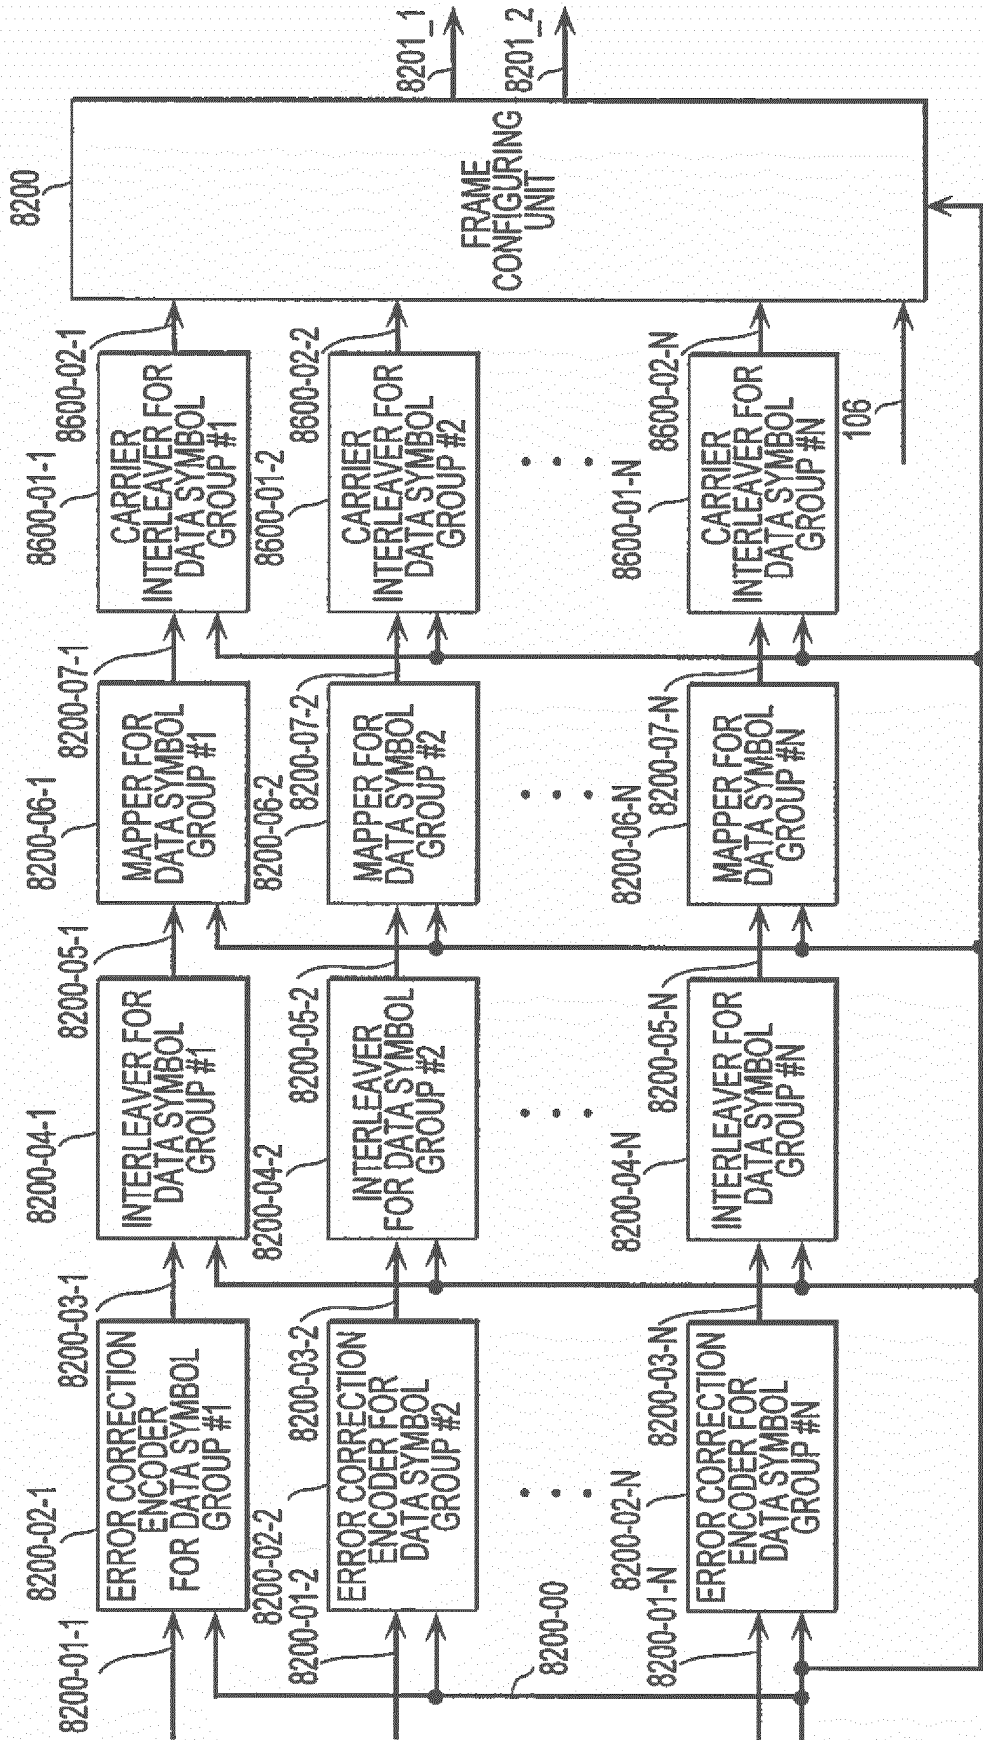 8200-01-1
8200-02-1
ERROR CORRECTION
ENCODER
FOR DATA SYMBOL
GROUP #1
8200-03-1
8200-04-1
INTERLEAVER FOR
DATA SYMBOL
GROUP #1
8200-05-1
8200-06-1
MAPPER FOR
DATA SYMBOL
GROUP #1
8200-07-1
8600-01-1
CARRIER
INTERLEAVER FOR
DATA SYMBOL
GROUP #1
8600-02-1
8200
FRAME
CONFIGURING
UNIT
8201_1
8201_2
8200-01-2
8200-02-2
ERROR CORRECTION
ENCODER FOR
DATA SYMBOL
GROUP #2
8200-03-2
8200-04-2
INTERLEAVER
FOR DATA SYMBOL
GROUP #2
8200-05-2
8200-06-2
MAPPER FOR
DATA SYMBOL
GROUP #2
8200-07-2
8600-01-2
CARRIER
INTERLEAVER FOR
DATA SYMBOL
GROUP #2
8600-02-2
8200-00
8200-01-N
8200-02-N
ERROR CORRECTION
ENCODER FOR
DATA SYMBOL
GROUP #N
8200-03-N
8200-04-N
INTERLEAVER FOR
DATA SYMBOL
GROUP #N
8200-05-N
8200-06-N
MAPPER FOR
DATA SYMBOL
GROUP #N
8200-07-N
8600-01-N
CARRIER
INTERLEAVER FOR
DATA SYMBOL
GROUP #N
8600-02-N
106